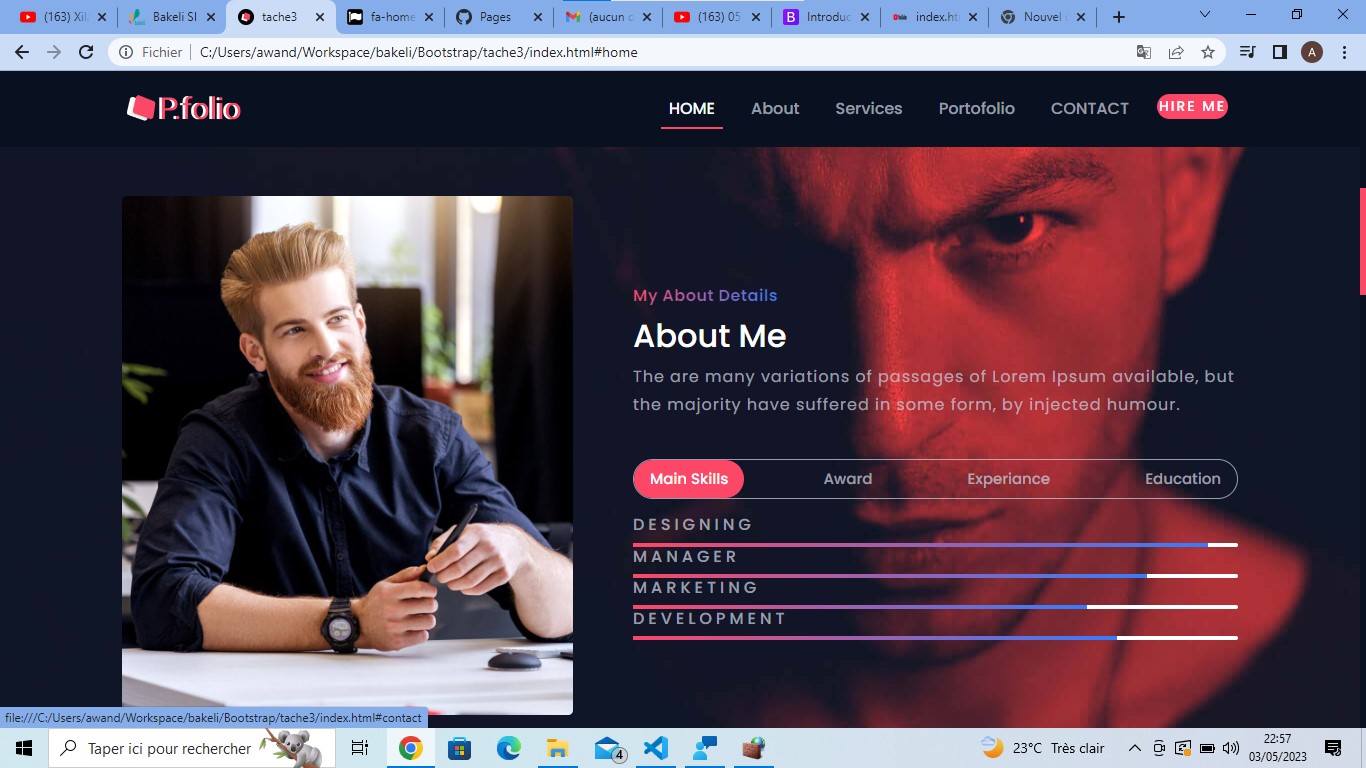 (163) Xil
Bakeli Sl
tache3
fa-home
Pages
(aucun o
(163) 05
B Introduc
index.ht
Nouvel o
Fichier
C:/Users/awand/Workspace/bakeli/Bootstrap/tache3/index.html#home
A
P.folio
HOME
About
Services
Portofolio
CONTACT
HIRE ME
My About Details
About Me
The are many variations of passages of Lorem Ipsum available, but
the majority have suffered in some form, by injected humour.
Main Skills
Award
Experiance
Education
DESIGNING
MANAGER
MARKETING
DEVELOPMENT
file:///C:/Users/awand/Workspace/bakeli/Bootstrap/tache3/index.html#contact
Taper ici pour rechercher
4
23°C Très clair
22:57
03/05/2023